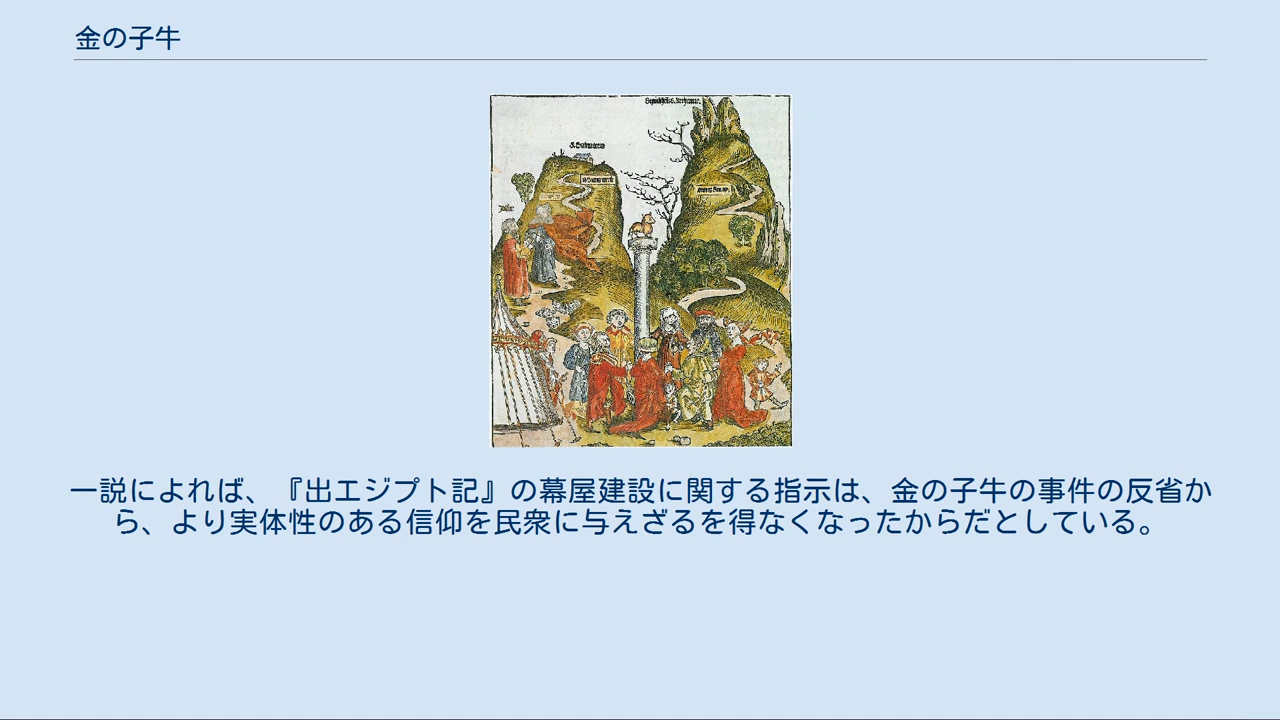 金の子牛
一説によれば、『出エジプト記』の幕屋建設に関する指示は、金の子牛の事件の反省か
ら、より実体性のある信仰を民衆に与えざるを得なくなったからだとしている。